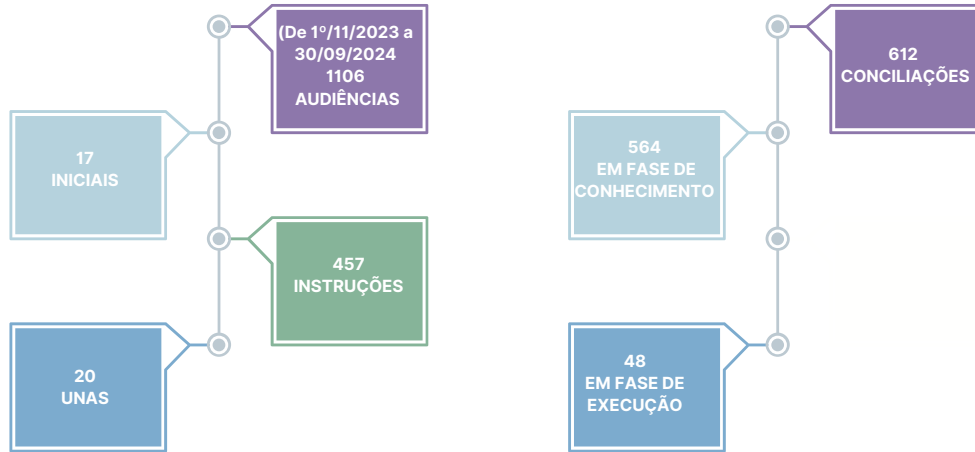 (De 1º/11/2023 a
30/09/2024
1106
AUDIÊNCIAS
17
INICIAIS
457
INSTRUÇÕES
20
UNAS
612
CONCILIAÇÕES
564
EM FASE DE
CONHECIMENTO
48
EM FASE DE
EXECUÇÃO